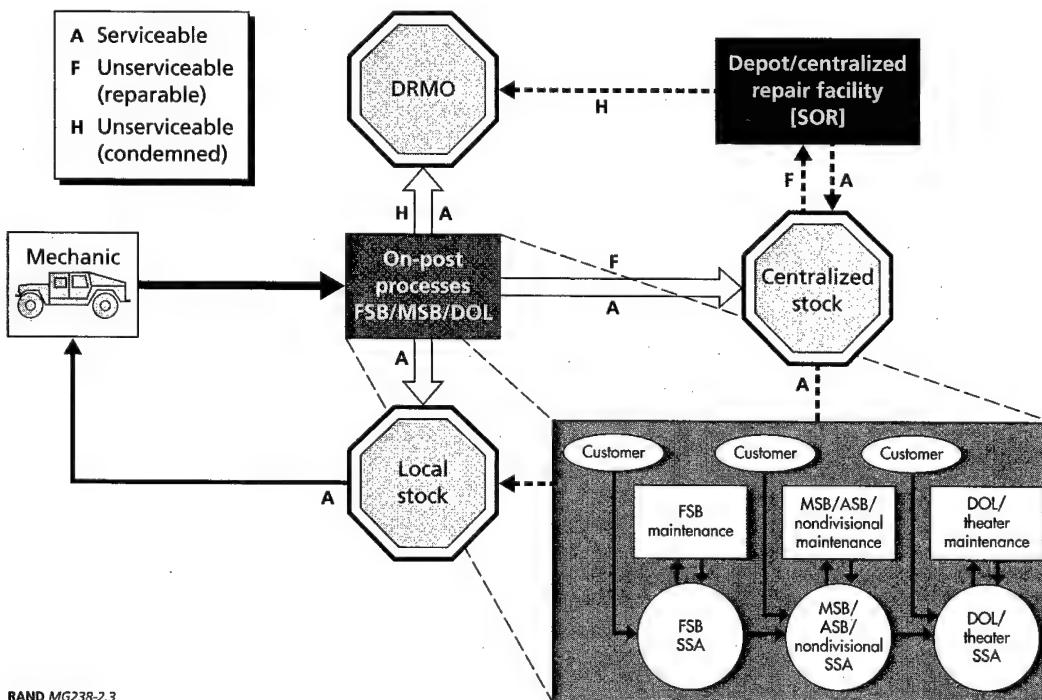 A Serviceable
F Unserviceable
(reparable)
H Unserviceable
(condemned)
DRMO
Depot/centralized
repair facility
[SOR]
H
F
A
H
A
Mechanic
On-post
processes
FSB/MSB/DOL
F
A
Centralized
stock
A
A
Local
stock
A
Customer
Customer
Customer
FSB
maintenance
MSB/ASB/
nondivisional
maintenance
DOL/
theater
maintenance
FSB
SSA
MSB/
ASB/
nondivisional
SSA
DOL/
theater
SSA
RAND MG238-2.3